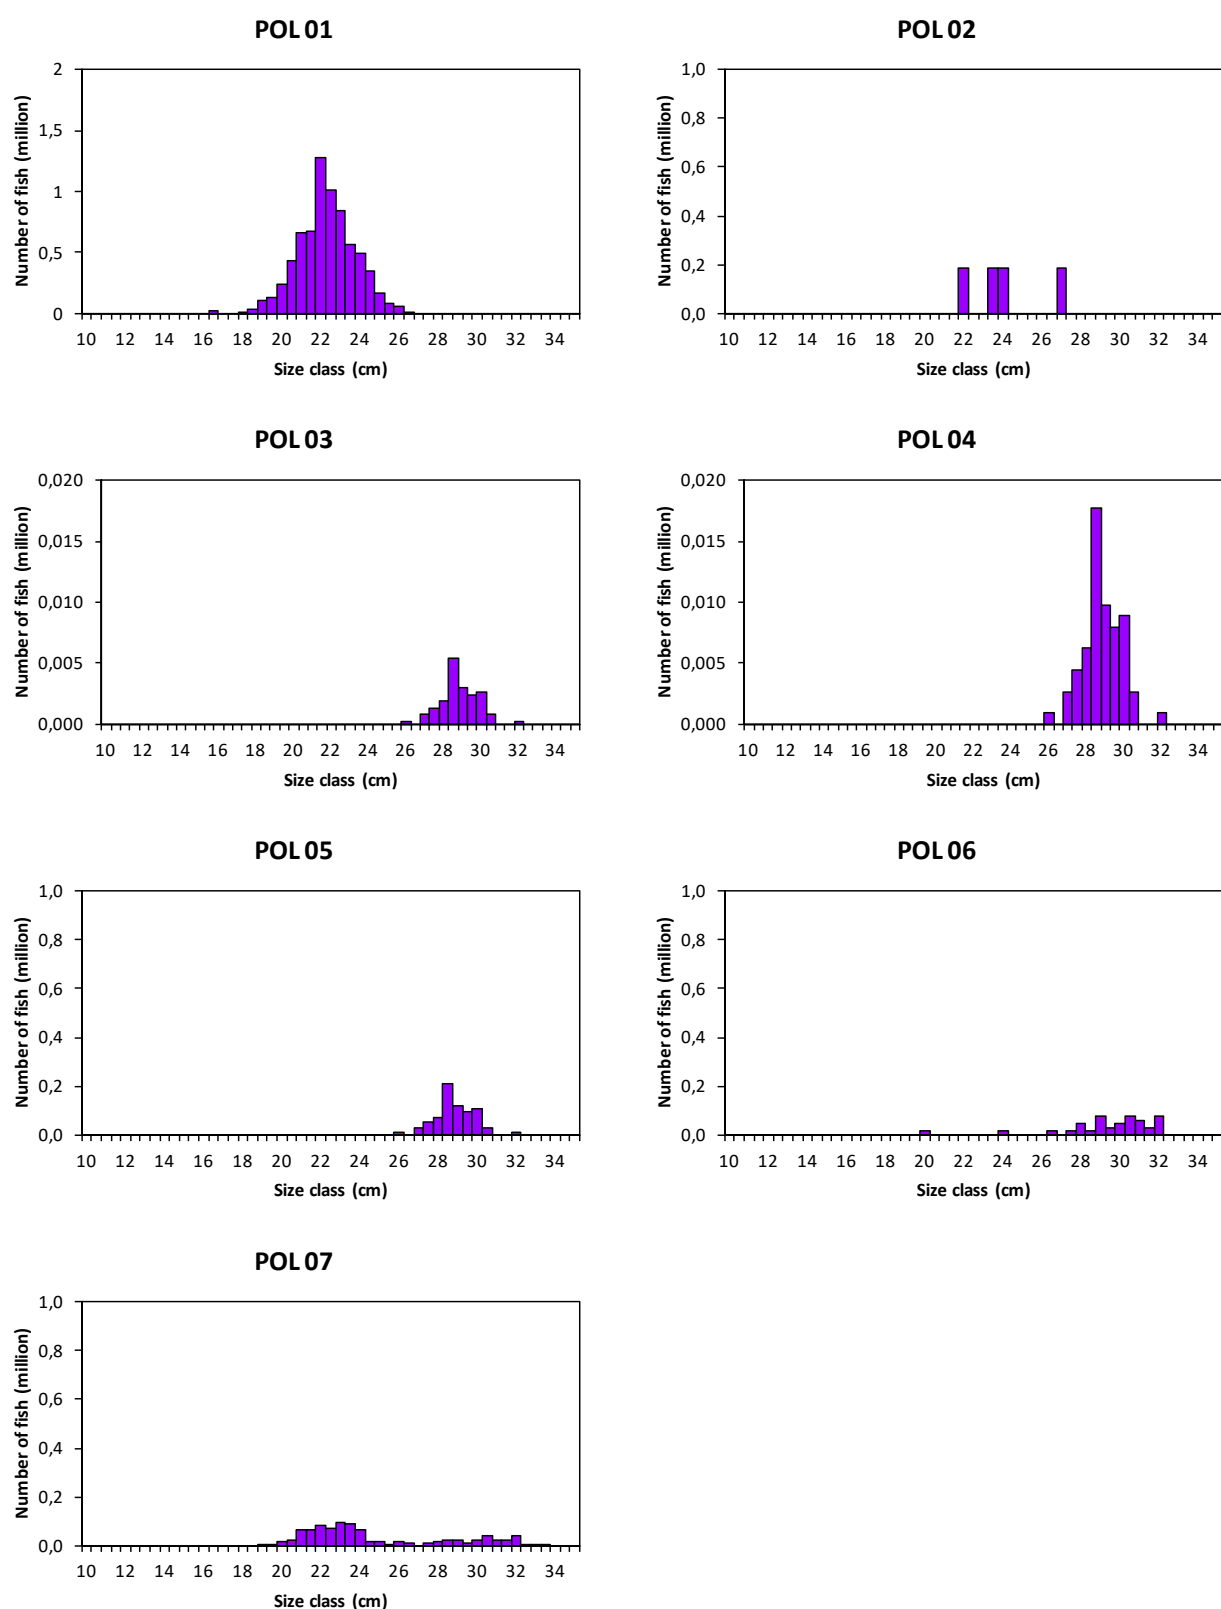 POL 01
Number of fish (million)
2
1,5
1
0,5
0
10 12 14 16 18 20 22 24 26 28 30 32 34
Size class (cm)
POL 02
Number of fish (million)
1,0
0,8
0,6
0,4
0,2
0,0
10 12 14 16 18 20 22 24 26 28 30 32 34
Size class (cm)
POL 03
Number of fish (million)
0,020
0,015
0,010
0,005
0,000
10 12 14 16 18 20 22 24 26 28 30 32 34
Size class (cm)
POL 04
Number of fish (million)
0,020
0,015
0,010
0,005
0,000
10 12 14 16 18 20 22 24 26 28 30 32 34
Size class (cm)
POL 05
Number of fish (million)
1,0
0,8
0,6
0,4
0,2
0,0
10 12 14 16 18 20 22 24 26 28 30 32 34
Size class (cm)
POL 06
Number of fish (million)
1,0
0,8
0,6
0,4
0,2
0,0
10 12 14 16 18 20 22 24 26 28 30 32 34
Size class (cm)
POL 07
Number of fish (million)
1,0
0,8
0,6
0,4
0,2
0,0
10 12 14 16 18 20 22 24 26 28 30 32 34
Size class (cm)